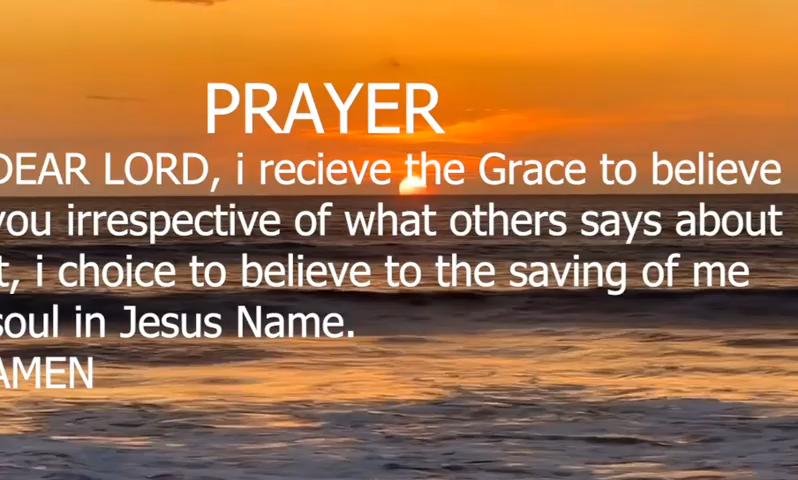 PRAYER
DEAR LORD, i recieve the Grace to believe
you irrespective of what others says about
t, i choice to believe to the saving of me
soul in Jesus Name.
AMEN